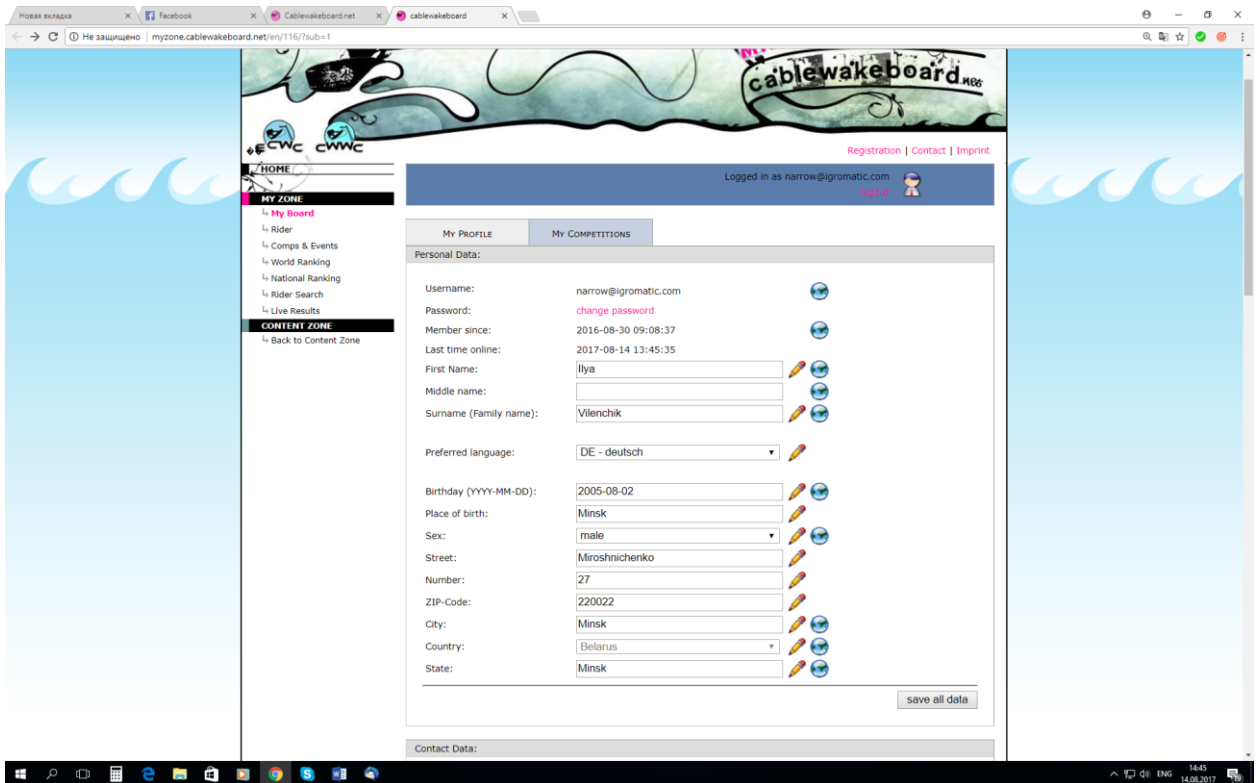 Новая вкладка
Facebook
Cablewakeboard.net
cablewakeboard
Не защищено
myzone.cablewakeboard.net/en/116/?sub=1
cablewakeboard.net
CWC
CWWC
Registration | Contact | Imprint
HOME
Logged in as narrow@igromatic.com
logout
MY ZONE
My Board
Rider
Comps & Events
World Ranking
National Ranking
Rider Search
Live Results
CONTENT ZONE
Back to Content Zone
MY PROFILE
MY COMPETITIONS
Personal Data:
Username: narrow@igromatic.com
Password: change password
Member since: 2016-08-30 09:08:37
Last time online: 2017-08-14 13:45:35
First Name: Ilya
Middle name:
Surname (Family name): Vilenchik
Preferred language: DE - deutsch
Birthday (YYYY-MM-DD): 2005-08-02
Place of birth: Minsk
Sex: male
Street: Miroshnichenko
Number: 27
ZIP-Code: 220022
City: Minsk
Country: Belarus
State: Minsk
save all data
Contact Data:
ENG
14:45
14.08.2017